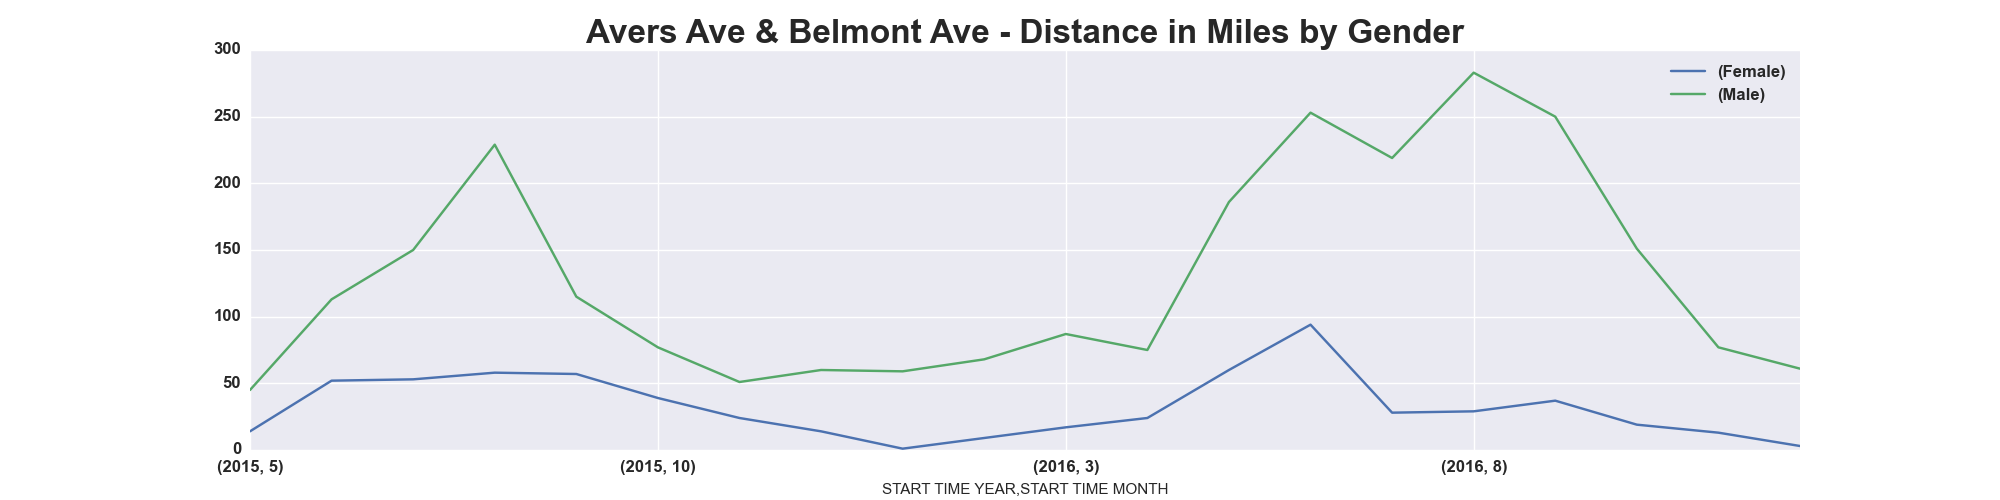 Avers Ave & Belmont Ave - Distance in Miles by Gender
300
250
200
150
100
50
0
(Female)
(Male)
(2015, 5) (2015, 10) (2016, 3) (2016, 8)
START TIME YEAR,START TIME MONTH